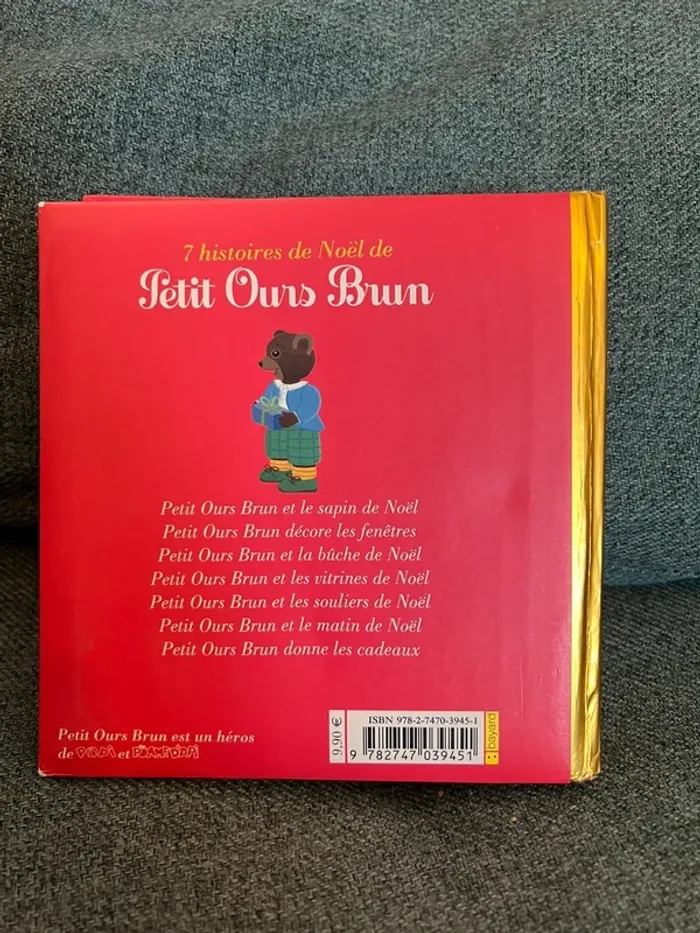 7 histoires de Noël de
Petit Ours Brun
Petit Ours Brun et le sapin de Noël
Petit Ours Brun décore les fenêtres
Petit Ours Brun et la bûche de Noël
Petit Ours Brun et les vitrines de Noël
Petit Ours Brun et les souliers de Noël
Petit Ours Brun et le matin de Noël
Petit Ours Brun donne les cadeaux
Petit Ours Brun est un héros
de POPI et POMME D'API
9,90 €
ISBN 978-2-7470-3945-1
9 782747 039451
bayard